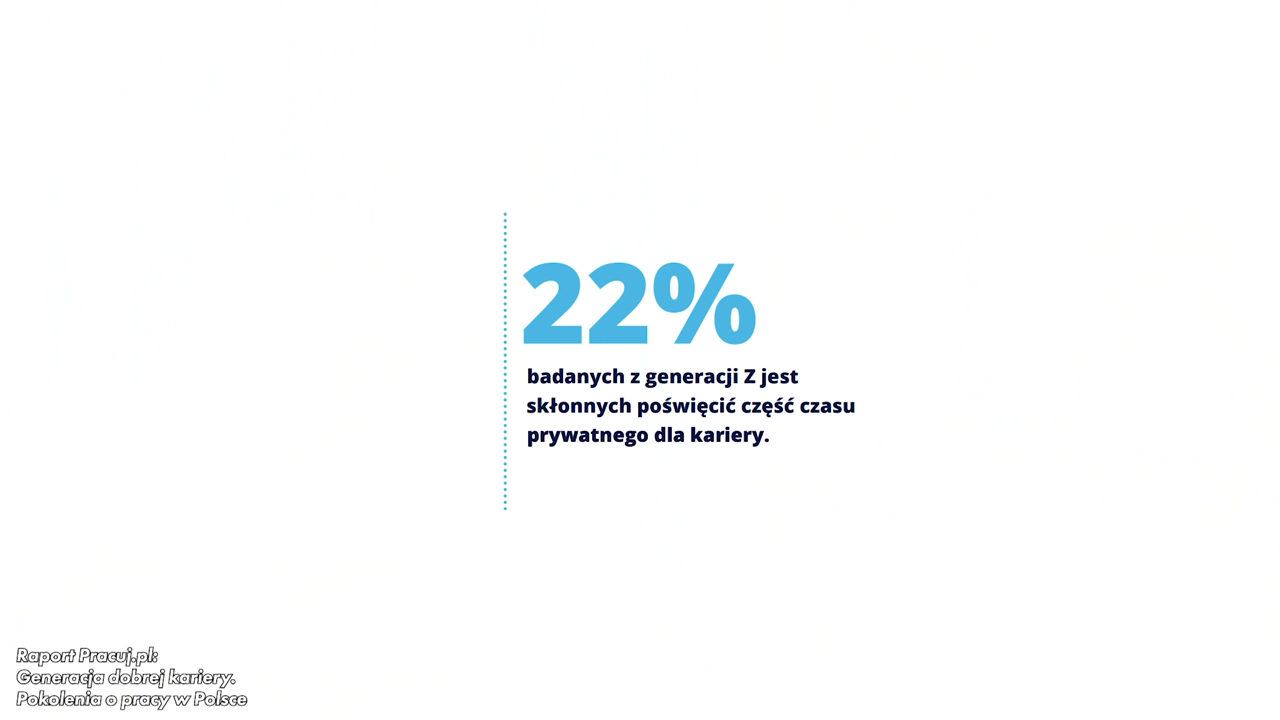 22%
badanych z generacji Z jest
skłonnych poświęcić część czasu
prywatnego dla kariery.
Raport Pracuj.pk
Generacja dobrej kariery.
Pokolenia o pracy w Polsce